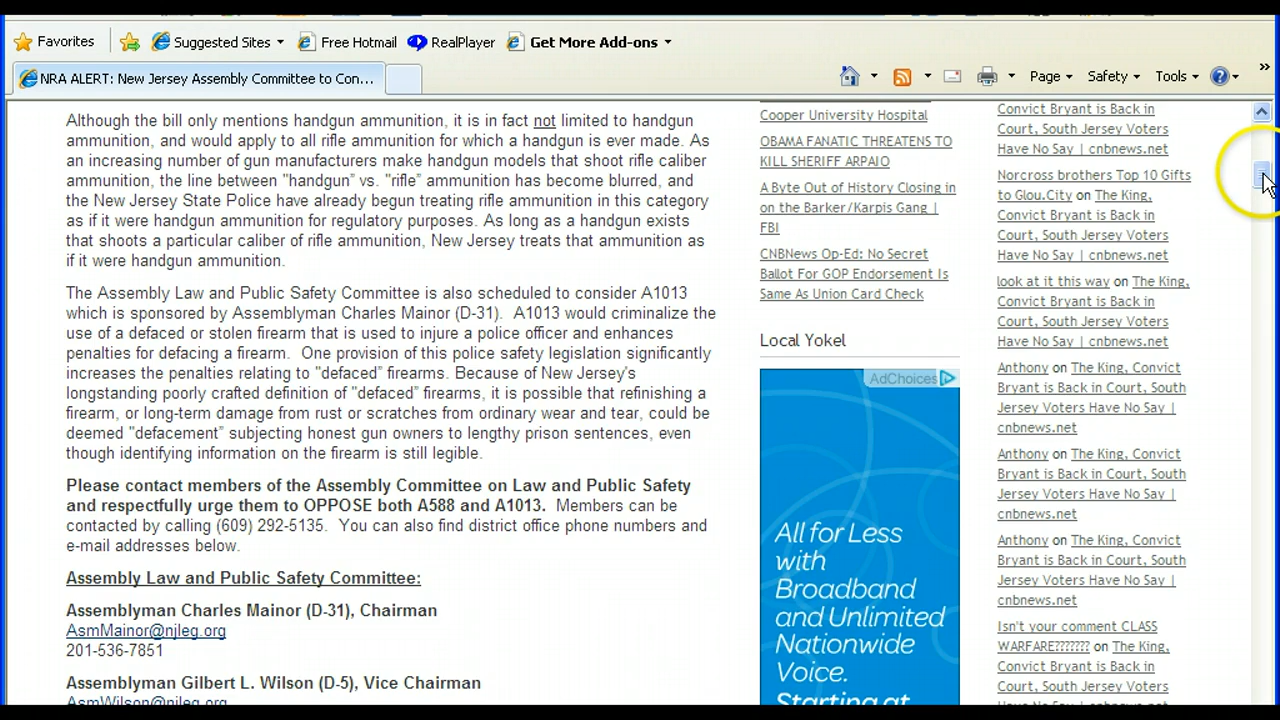 Favorites
Suggested Sites
Free Hotmail
RealPlayer
Get More Add-ons
NRA ALERT: New Jersey Assembly Committee to Con...
Page
Safety
Tools
Although the bill only mentions handgun ammunition, it is in fact not limited to handgun
ammunition, and would apply to all rifle ammunition for which a handgun is ever made. As
an increasing number of gun manufacturers make handgun models that shoot rifle caliber
ammunition, the line between "handgun" vs. "rifle" ammunition has become blurred, and
the New Jersey State Police have already begun treating rifle ammunition in this category
as if it were handgun ammunition for regulatory purposes. As long as a handgun exists
that shoots a particular caliber of rifle ammunition, New Jersey treats that ammunition as
if it were handgun ammunition.
The Assembly Law and Public Safety Committee is also scheduled to consider A1013
which is sponsored by Assemblyman Charles Mainor (D-31). A1013 would criminalize the
use of a defaced or stolen firearm that is used to injure a police officer and enhances
penalties for defacing a firearm. One provision of this police safety legislation significantly
increases the penalties relating to "defaced" firearms. Because of New Jersey's
longstanding poorly crafted definition of "defaced" firearms, it is possible that refinishing a
firearm, or long-term damage from rust or scratches from ordinary wear and tear, could be
deemed "defacement" subjecting honest gun owners to lengthy prison sentences, even
though identifying information on the firearm is still legible.
Please contact members of the Assembly Committee on Law and Public Safety
and respectfully urge them to OPPOSE both A588 and A1013. Members can be
contacted by calling (609) 292-5135. You can also find district office phone numbers and
e-mail addresses below.
Assembly Law and Public Safety Committee:
Assemblyman Charles Mainor (D-31), Chairman
AsmMainor@njleg.org
201-536-7851
Assemblyman Gilbert L. Wilson (D-5), Vice Chairman
AsmWilson@njleg.org
Cooper University Hospital
OBAMA FANATIC THREATENS TO
KILL SHERIFF ARPAIO
A Byte Out of History Closing in
on the Barker/Karpis Gang |
FBI
CNBNews Op-Ed: No Secret
Ballot For GOP Endorsement Is
Same As Union Card Check
Local Yokel
AdChoices
All for Less
with
Broadband
and Unlimited
Nationwide
Voice.
Starting at
Convict Bryant is Back in
Court, South Jersey Voters
Have No Say | cnbnews.net
Norcross brothers Top 10 Gifts
to Glou.City on The King,
Convict Bryant is Back in
Court, South Jersey Voters
Have No Say | cnbnews.net
look at it this way on The King,
Convict Bryant is Back in
Court, South Jersey Voters
Have No Say | cnbnews.net
Anthony on The King, Convict
Bryant is Back in Court, South
Jersey Voters Have No Say |
cnbnews.net
Anthony on The King, Convict
Bryant is Back in Court, South
Jersey Voters Have No Say |
cnbnews.net
Anthony on The King, Convict
Bryant is Back in Court, South
Jersey Voters Have No Say |
cnbnews.net
Isn't your comment CLASS
WARFARE??????? on The King,
Convict Bryant is Back in
Court, South Jersey Voters